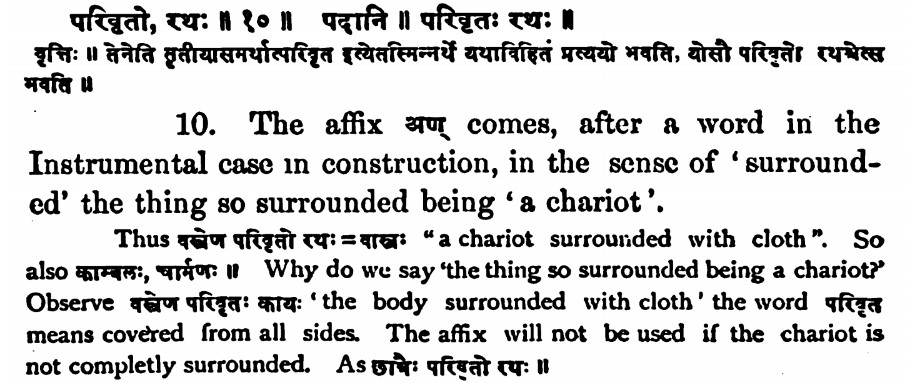 परिवृतो, रथः ॥ १० ॥ पदानि ॥ परिवृतः रथः ॥
वृत्तिः ॥ तेनेति तृतीयासमर्थात्परिवृत इत्येतस्मिन्नर्थे यथाविहितं प्रत्ययो भवति, योसौ परिवृतो रथश्चेत्स
भवति ॥
10. The affix अण् comes, after a word in the
Instrumental case in construction, in the sense of ‘surround-
ed’ the thing so surrounded being ‘a chariot’.
Thus वस्त्रेण परिवृतो रथः=वास्त्रः “a chariot surrounded with cloth”. So
also काम्बलः, चार्मणः ॥ Why do we say ‘the thing so surrounded being a chariot?’
Observe वस्त्रेण परिवृतः कायः ‘the body surrounded with cloth’ the word परिवृत
means covered from all sides. The affix will not be used if the chariot is
not completly surrounded. As छात्रैः परिवृतो रथः ॥